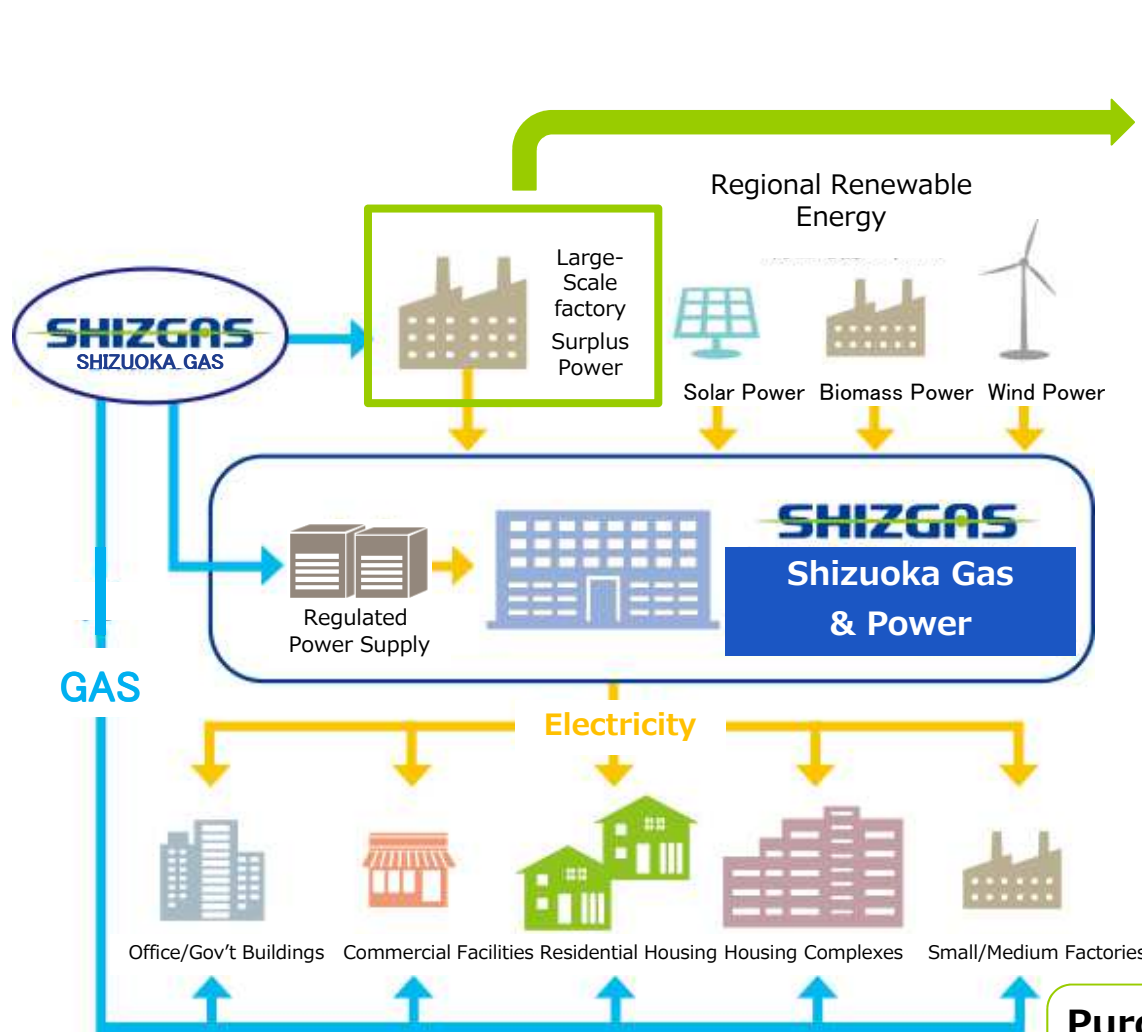 Regional Renewable
Energy
Large-
Scale
factory
Surplus
Power
SHIZGAS
SHIZUOKA GAS
Solar Power
Biomass Power
Wind Power
SHIZGAS
Shizuoka Gas
& Power
Regulated
Power Supply
GAS
Electricity
Office/Gov't Buildings
Commercial Facilities
Residential Housing
Housing Complexes
Small/Medium Factories